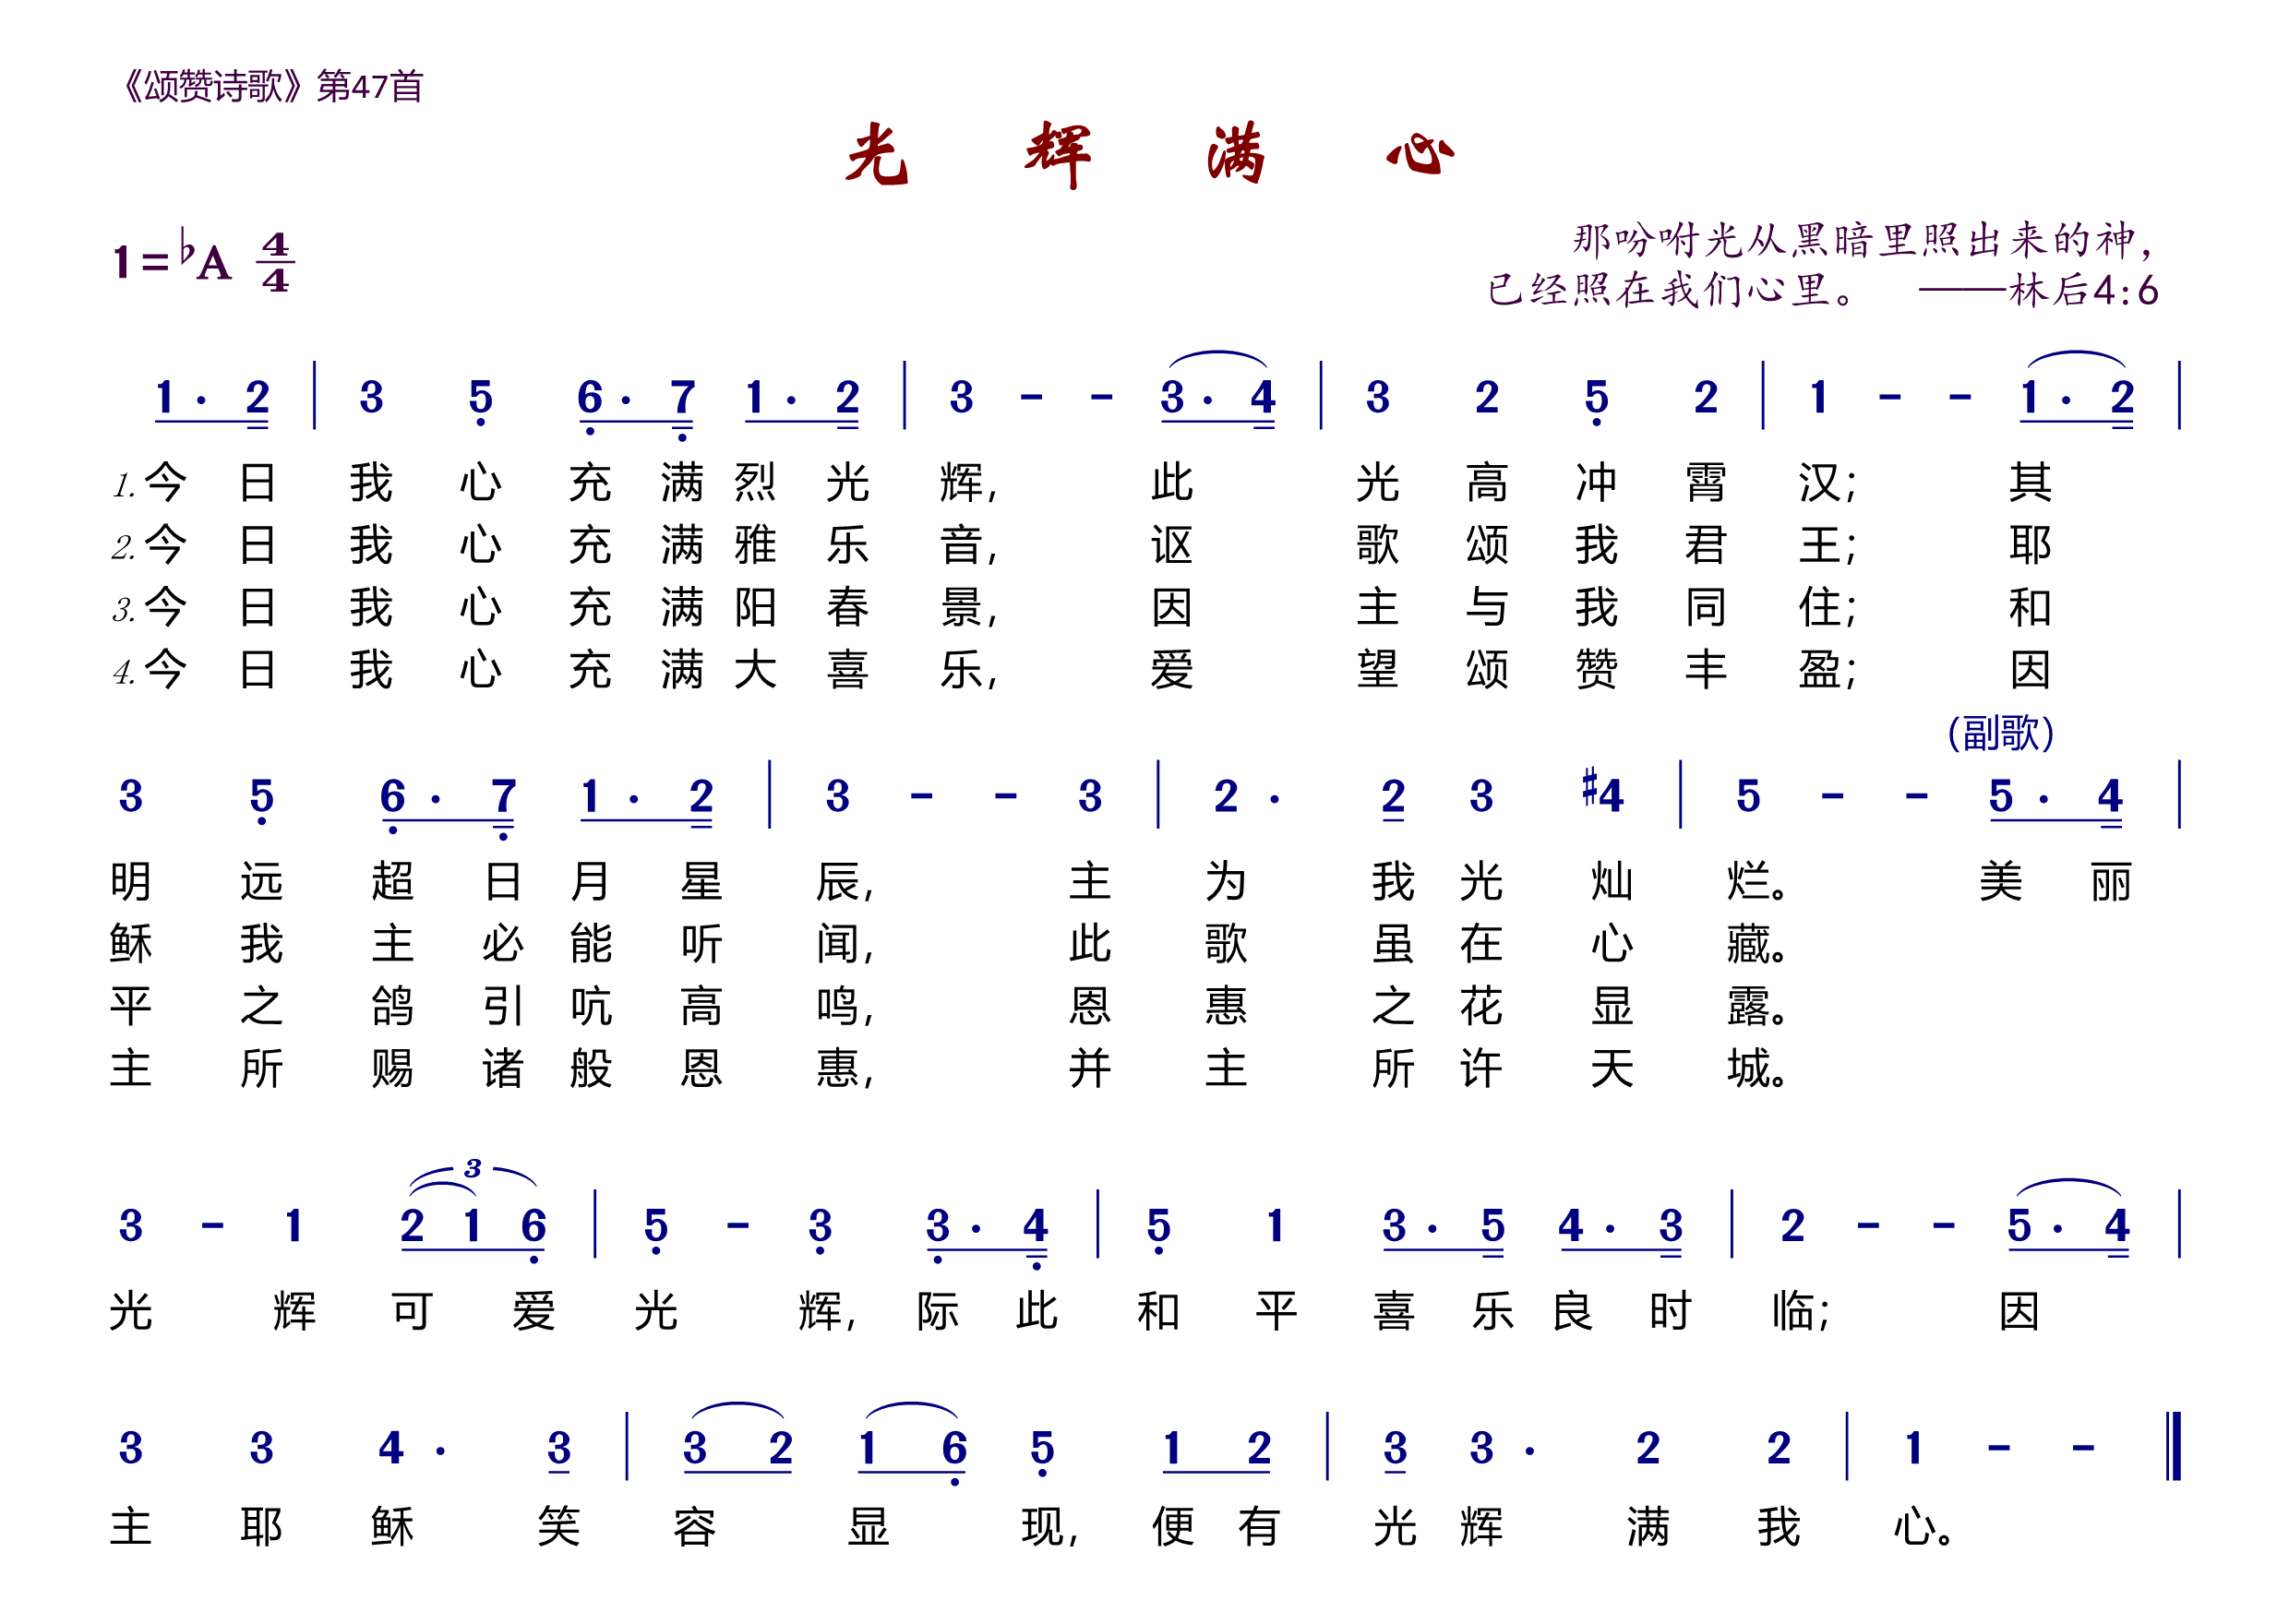 《颂赞诗歌》第47首
光 辉 满 心
1=♭A 4/4
那吩咐光从黑暗里照出来的神，
已经照在我们心里。 ——林后4:6
1· 2 | 3 5 6· 7 1· 2 | 3 - - 3· 4 | 3 2 5 2 | 1 - - 1· 2 |
1. 今 日 我 心 充 满 烈 光 辉， 此 光 高 冲 霄 汉； 其
2. 今 日 我 心 充 满 雅 乐 音， 讴 歌 颂 我 君 王； 耶
3. 今 日 我 心 充 满 阳 春 景， 因 主 与 我 同 住； 和
4. 今 日 我 心 充 满 大 喜 乐， 爱 望 颂 赞 丰 盈； 因
(副歌)
3 5 6· 7 1· 2 | 3 - - 3 | 2· 2 3 #4 | 5 - - 5· 4 |
明 远 超 日 月 星 辰， 主 为 我 光 灿 烂。 美 丽
稣 我 主 必 能 听 闻， 此 歌 虽 在 心 藏。
平 之 鸽 引 吭 高 鸣， 恩 惠 之 花 显 露。
主 所 赐 诸 般 恩 惠， 并 主 所 许 天 城。
3
3 - 1 2 1 6 | 5 - 3 3· 4 | 5 1 3· 5 4· 3 | 2 - - 5· 4 |
光 辉 可 爱 光 辉， 际 此 和 平 喜 乐 良 时 临； 因
3 3 4· 3 | 3 2 1 6 5 1 2 | 3 3· 2 2 | 1 - - ‖
主 耶 稣 笑 容 显 现， 便 有 光 辉 满 我 心。